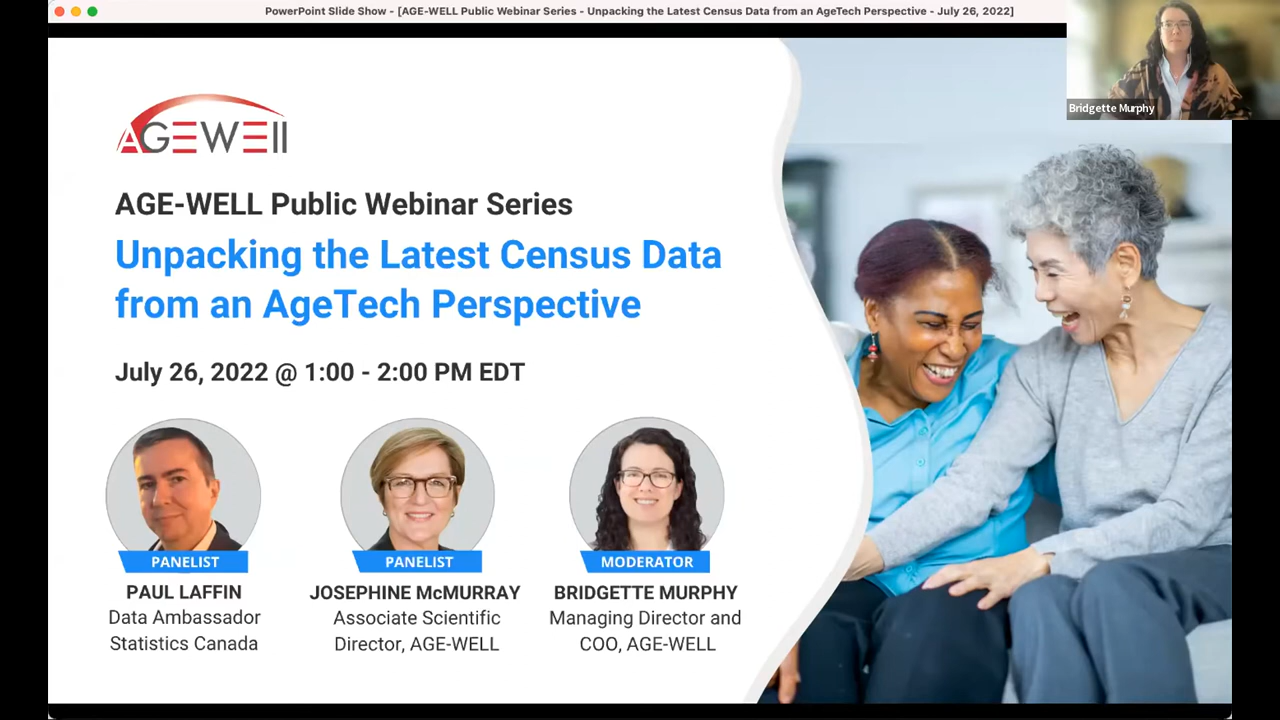 PowerPoint Slide Show - [AGE-WELL Public Webinar Series - Unpacking the Latest Census Data from an AgeTech Perspective - July 26, 2022]
Bridgette Murphy
AGEWEll
AGE-WELL Public Webinar Series
Unpacking the Latest Census Data
from an AgeTech Perspective
July 26, 2022 @ 1:00 - 2:00 PM EDT
PANELIST
PAUL LAFFIN
Data Ambassador
Statistics Canada
PANELIST
JOSEPHINE McMURRAY
Associate Scientific
Director, AGE-WELL
MODERATOR
BRIDGETTE MURPHY
Managing Director and
COO, AGE-WELL